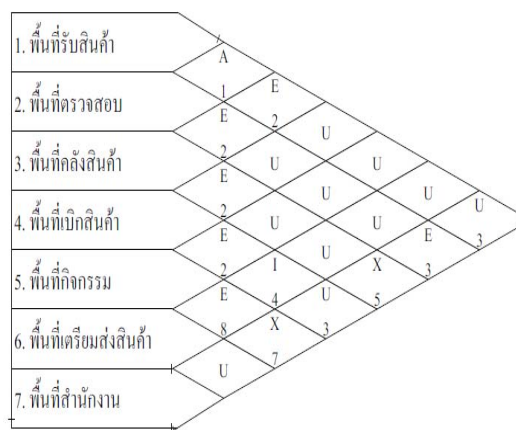 1. พื้นที่รับสินค้า
A
E
1
2. พื้นที่ตรวจสอบ
E
2
U
2
3. พื้นที่คลังสินค้า
U
U
E
U
U
2
U
4. พื้นที่เบิกสินค้า
U
U
E
E
3
U
2
I
X
3
5. พื้นที่กิจกรรม
E
U
4
5
X
8
3
6. พื้นที่เตรียมส่งสินค้า
7
U
7. พื้นที่สำนักงาน